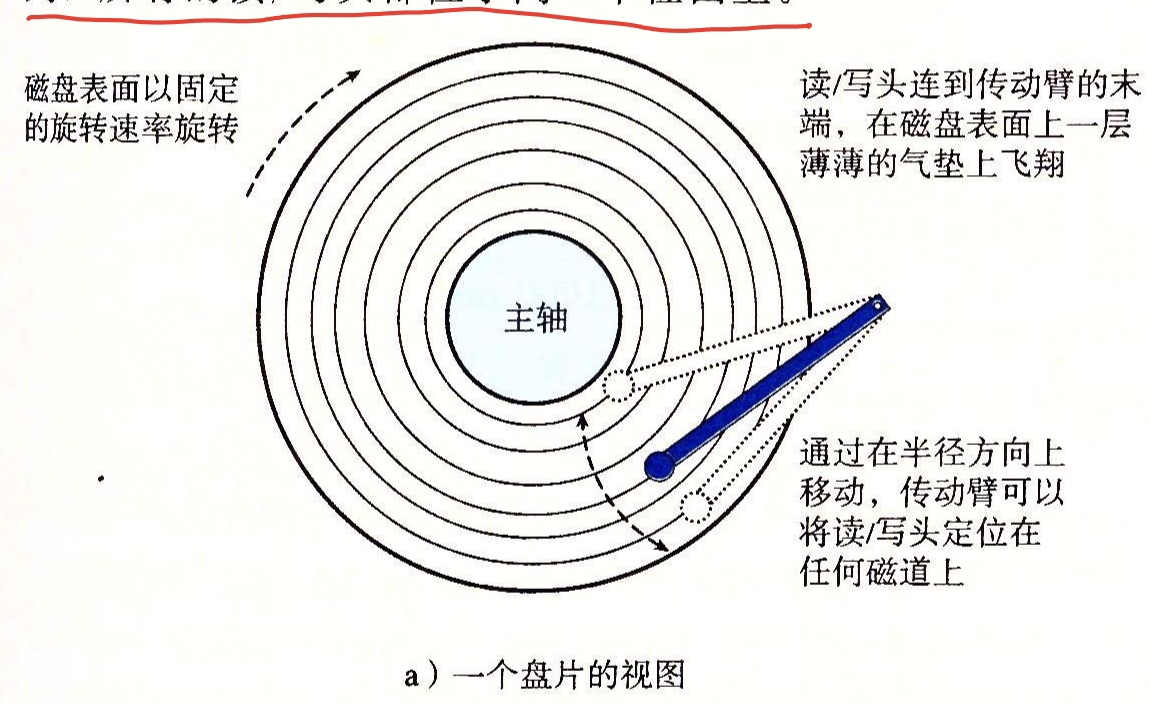 磁盘表面以固定
的旋转速率旋转
读/写头连到传动臂的末
端，在磁盘表面上一层
薄薄的气垫上飞翔
主轴
通过在半径方向上
移动，传动臂可以
将读/写头定位在
任何磁道上
a）一个盘片的视图